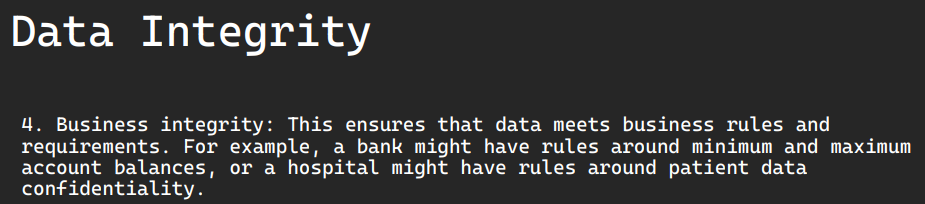 Data Integrity
4. Business integrity: This ensures that data meets business rules and
requirements. For example, a bank might have rules around minimum and maximum
account balances, or a hospital might have rules around patient data
confidentiality.